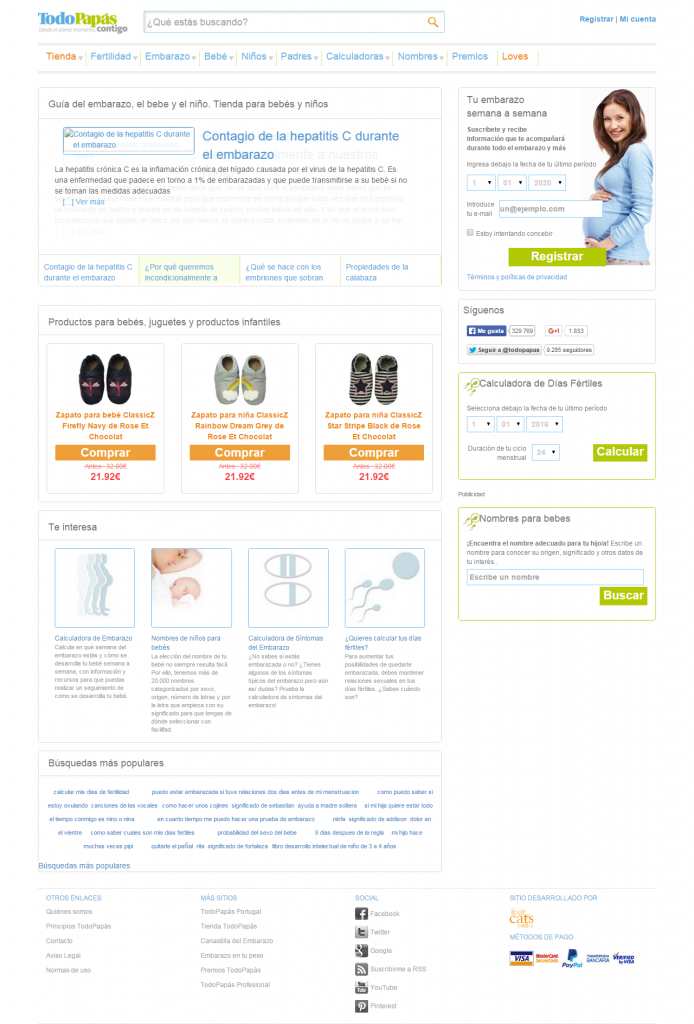 TodoPapás
Desde el primer momento, contigo
¿Qué estás buscando?
Registrar | Mi cuenta
Tienda Fertilidad Embarazo Bebé Niños Padres Calculadoras Nombres Premios Loves
Guía del embarazo, el bebe y el niño. Tienda para bebés y niños
Contagio de la hepatitis C durante
el embarazo
Contagio de la hepatitis C durante
el embarazo
La hepatitis crónica C es la inflamación crónica del hígado causada por el virus de la hepatitis C. Es
una enfermedad que padece en torno a 1% de embarazadas y que puede transmitirse a su bebé si no
se toman las medidas adecuadas
[...] Ver más
Contagio de la hepatitis C
durante el embarazo
¿Por qué queremos
incondicionalmente a
¿Qué se hace con los
embriones que sobran
Propiedades de la
calabaza
Tu embarazo
semana a semana
Suscríbete y recibe
información que te acompañará
durante todo el embarazo y más
Ingresa debajo la fecha de tu último período
1 01 2020
Introduce
tu e-mail
un@ejemplo.com
Estoy intentando concebir
Registrar
Términos y políticas de privacidad
Síguenos
Me gusta 329 769 G+1 1.853
Seguir a @todopapas 9.285 seguidores
Calculadora de Días Fértiles
Selecciona debajo la fecha de tu último período
1 01 2016
Duración de tu ciclo
menstrual
24
Calcular
Publicidad
Nombres para bebes
¡Encuentra el nombre adecuado para tu hijo/a! Escribe un
nombre para conocer su origen, significado y otros datos de
tu interés.
Escribe un nombre
Buscar
Productos para bebés, juguetes y productos infantiles
Zapato para bebé ClassicZ
Firefly Navy de Rose Et
Chocolat
Comprar
Antes : 32.00€
21.92€
Zapato para niña ClassicZ
Rainbow Dream Grey de
Rose Et Chocolat
Comprar
Antes : 32.00€
21.92€
Zapato para niña ClassicZ
Star Stripe Black de Rose
Et Chocolat
Comprar
Antes : 32.00€
21.92€
Te interesa
Calculadora de Embarazo
Calcula en qué semana del
embarazo estás y cómo se
desarrolla tu bebé semana a
semana, con información y
recursos para que puedas
realizar un seguimiento de
como se desarrolla tu bebé.
Nombres de niños para
bebés
La elección del nombre de tu
bebé no siempre resulta fácil.
Por ello, tenemos más de
20.000 nombres
categorizados por sexo,
origen, número de letras y por
la letra que empieza con su
significado para que tengas de
dónde seleccionar con
facilidad.
Calculadora de Síntomas
del Embarazo
¿No sabes si estás
embarazada o no? ¿Tienes
algunos de los síntomas
típicos del embarazo pero aún
así dudas? Prueba la
calculadora de síntomas del
embarazo!
¿Quieres calcular tus días
fértiles?
Para aumentar tus
posibilidades de quedarte
embarazada, debes mantener
relaciones sexuales en tus
días fértiles. ¿Sabes cuándo
son?
Búsquedas más populares
calcular mis dias de fertilidad puedo estar embarazada si tuve relaciones dos dias antes de mi menstruacion como puedo saber si
estoy ovulando canciones de las vocales como hacer unos cojines significado de sebastian ayuda a madre soltera si mi hija quiere estar todo
el tiempo conmigo es nino o nina en cuanto tiempo me puedo hacer una prueba de embarazo ninfa significado de addison dolor en
el vientre como saber cuales son mis dias fertiles probabilidad del sexo del bebe 8 dias despues de la regla mi hijo hace
muchas veces pipi quitarle el paÑal rita significado de fortaleza libro desarrollo intelectual de niño de 3 a 4 años
Búsquedas más populares
OTROS ENLACES
Quiénes somos
Principios TodoPapás
Contacto
Aviso Legal
Normas de uso
MÁS SITIOS
TodoPapás Portugal
Tienda TodoPapás
Canastilla del Embarazo
Embarazo en tu peso
Premios TodoPapás
TodoPapás Profesional
SOCIAL
Facebook
Twitter
Google
Suscribirme a RSS
YouTube
Pinterest
SITIO DESARROLLADO POR
cats
MÉTODOS DE PAGO
VISA MasterCard SecureCode PayPal TRANSFERENCIA BANCARIA VERIFIED by VISA